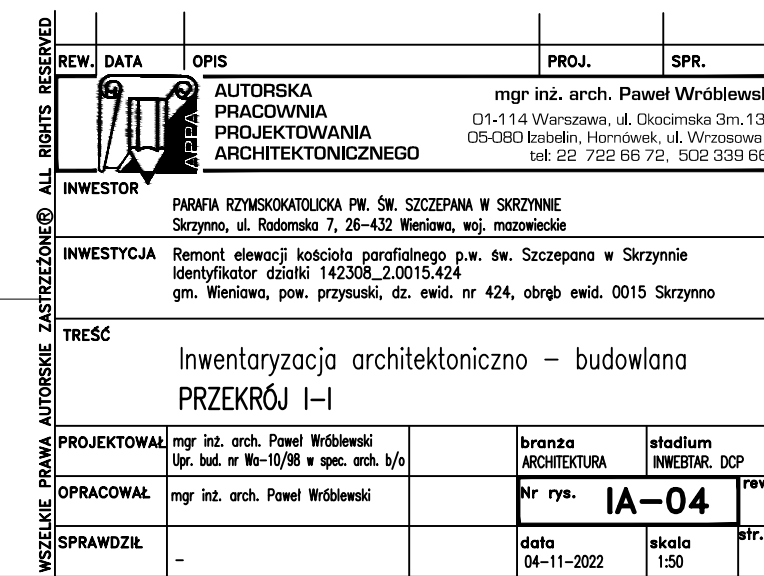 WSZELKIE PRAWA AUTORSKIE ZASTRZEŻONE® ALL RIGHTS RESERVED
REW. DATA OPIS PROJ. SPR.
APPA
AUTORSKA
PRACOWNIA
PROJEKTOWANIA
ARCHITEKTONICZNEGO
mgr inż. arch. Paweł Wróblewsk
01-114 Warszawa, ul. Okocimska 3m.13
05-080 Izabelin, Hornówek, ul. Wrzosowa
tel: 22 722 66 72, 502 339 66
INWESTOR
PARAFIA RZYMSKOKATOLICKA PW. ŚW. SZCZEPANA W SKRZYNNIE
Skrzynno, ul. Radomska 7, 26-432 Wieniawa, woj. mazowieckie
INWESTYCJA
Remont elewacji kościoła parafialnego p.w. św. Szczepana w Skrzynnie
Identyfikator działki 142308_2.0015.424
gm. Wieniawa, pow. przysuski, dz. ewid. nr 424, obręb ewid. 0015 Skrzynno
TREŚĆ
Inwentaryzacja architektoniczno – budowlana
PRZEKRÓJ I-I
PROJEKTOWAŁ
mgr inż. arch. Paweł Wróblewski
Upr. bud. nr Wa-10/98 w spec. arch. b/o
branża
ARCHITEKTURA
stadium
INWEBTAR. DCP
OPRACOWAŁ
mgr inż. arch. Paweł Wróblewski
Nr rys. IA-04
rew
SPRAWDZIŁ
-
data
04-11-2022
skala
1:50
str.